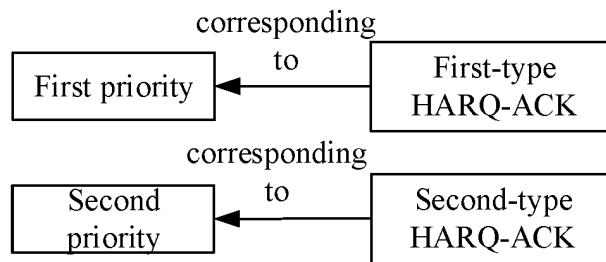 corresponding
to
First priority
First-type
HARQ-ACK
corresponding
to
Second
priority
Second-type
HARQ-ACK